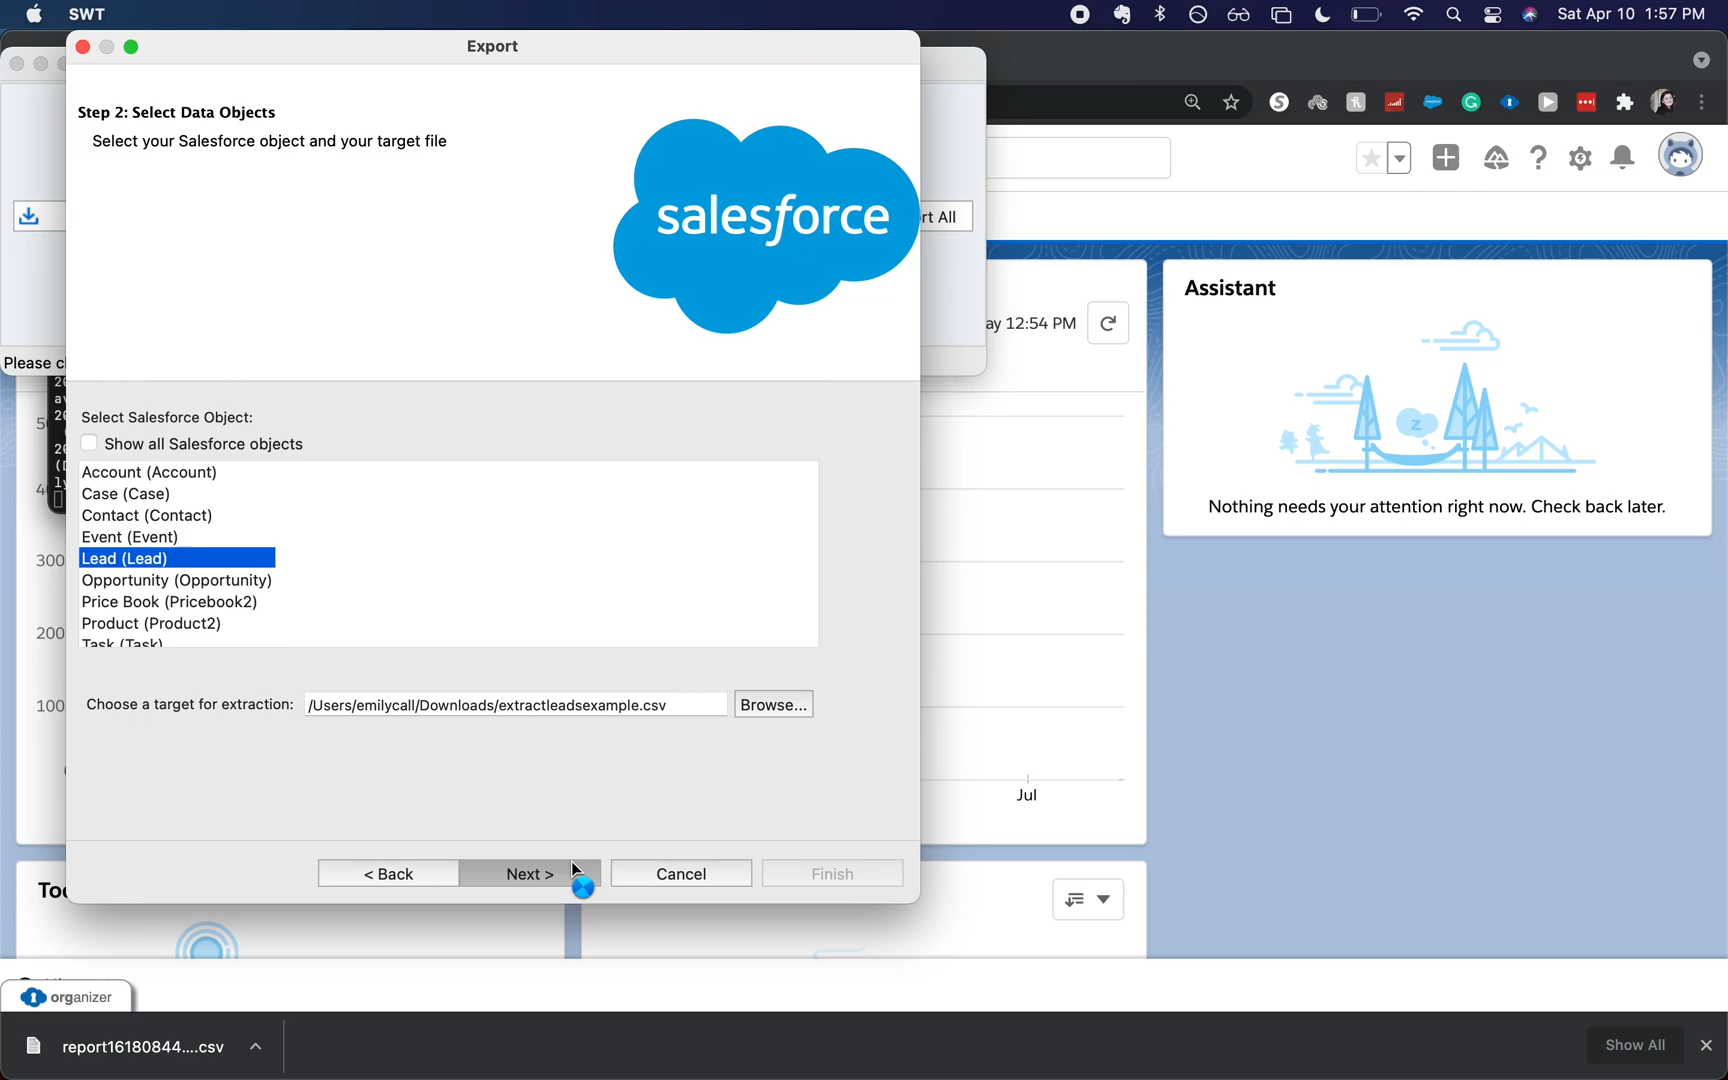 SWT
Sat Apr 10 1:57 PM
Export
Step 2: Select Data Objects
Select your Salesforce object and your target file
salesforce
rt All
ay 12:54 PM
Assistant
Nothing needs your attention right now. Check back later.
Please c
Select Salesforce Object:
Show all Salesforce objects
Account (Account)
Case (Case)
Contact (Contact)
Event (Event)
Lead (Lead)
Opportunity (Opportunity)
Price Book (Pricebook2)
Product (Product2)
Task (Task)
300
200
100
Choose a target for extraction:
/Users/emilycall/Downloads/extractleadsexample.csv
Browse...
Jul
< Back
Next >
Cancel
Finish
To
organizer
report16180844....csv
Show All